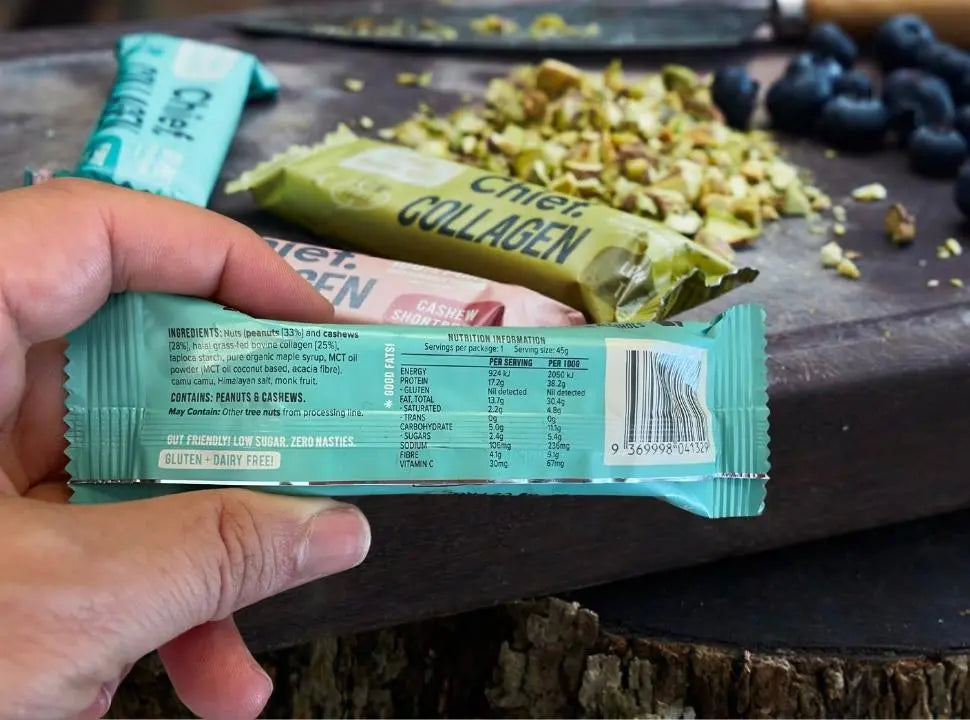 Chief.
COLLAGEN
Chief.
COLLAGEN
Chief.
CASHEW
INGREDIENTS: Nuts (peanuts [33%] and cashews
[28%), halal grass-fed bovine collagen [25%],
tapioca starch, pure organic maple syrup, MCT oil
powder (MCT oil coconut based, acacia fibre),
camu camu, Himalayan salt, monk fruit.
CONTAINS: PEANUTS & CASHEWS.
May Contain: Other tree nuts from processing line.
GUT FRIENDLY! LOW SUGAR. ZERO NASTIES.
GLUTEN + DAIRY FREE!
* GOOD FATS!
NUTRITION INFORMATION
Servings per package: 1 Serving size: 45g
PER SERVING PER 100G
ENERGY 924 kJ 2050 kJ
PROTEIN 17.2g 38.2g
- GLUTEN Nil detected Nil detected
FAT, TOTAL 13.7g 30.4g
- SATURATED 2.2g 4.8g
- TRANS 0g 0g
CARBOHYDRATE 5.0g 11.1g
- SUGARS 2.4g 5.4g
SODIUM 106mg 236mg
FIBRE 4.1g 9.1g
VITAMIN C 30mg 67mg
9 369998 041329